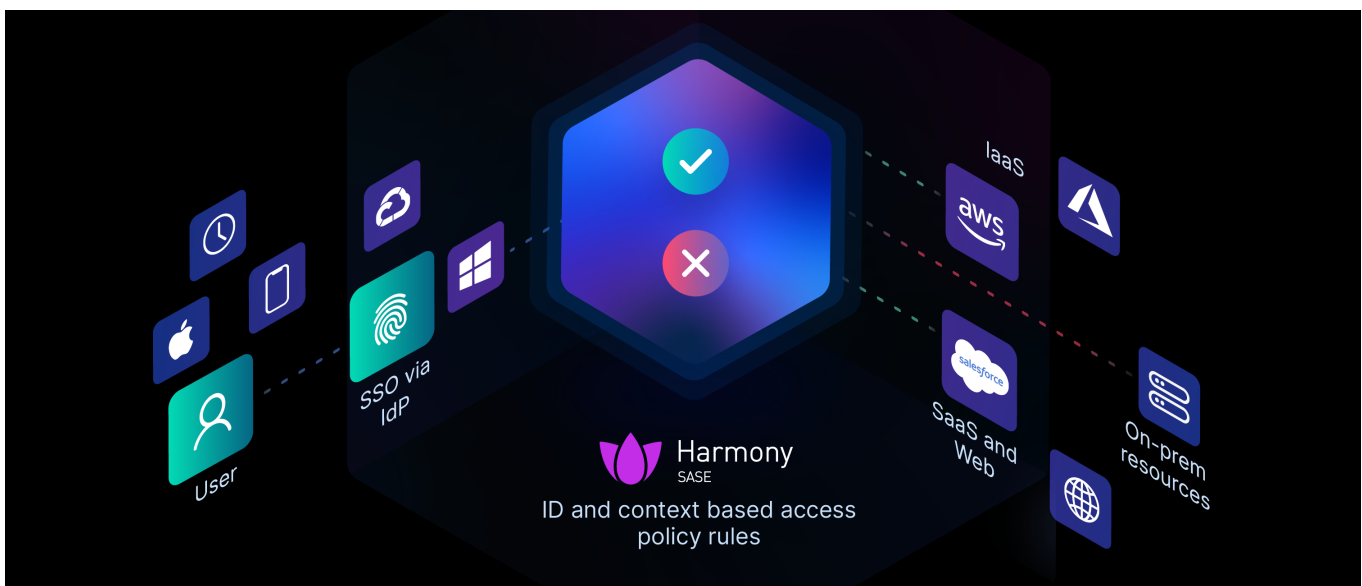 IaaS
aws
salesforce
SSO via
IdP
User
SaaS and
Web
On-prem
resources
Harmony
SASE
ID and context based access
policy rules